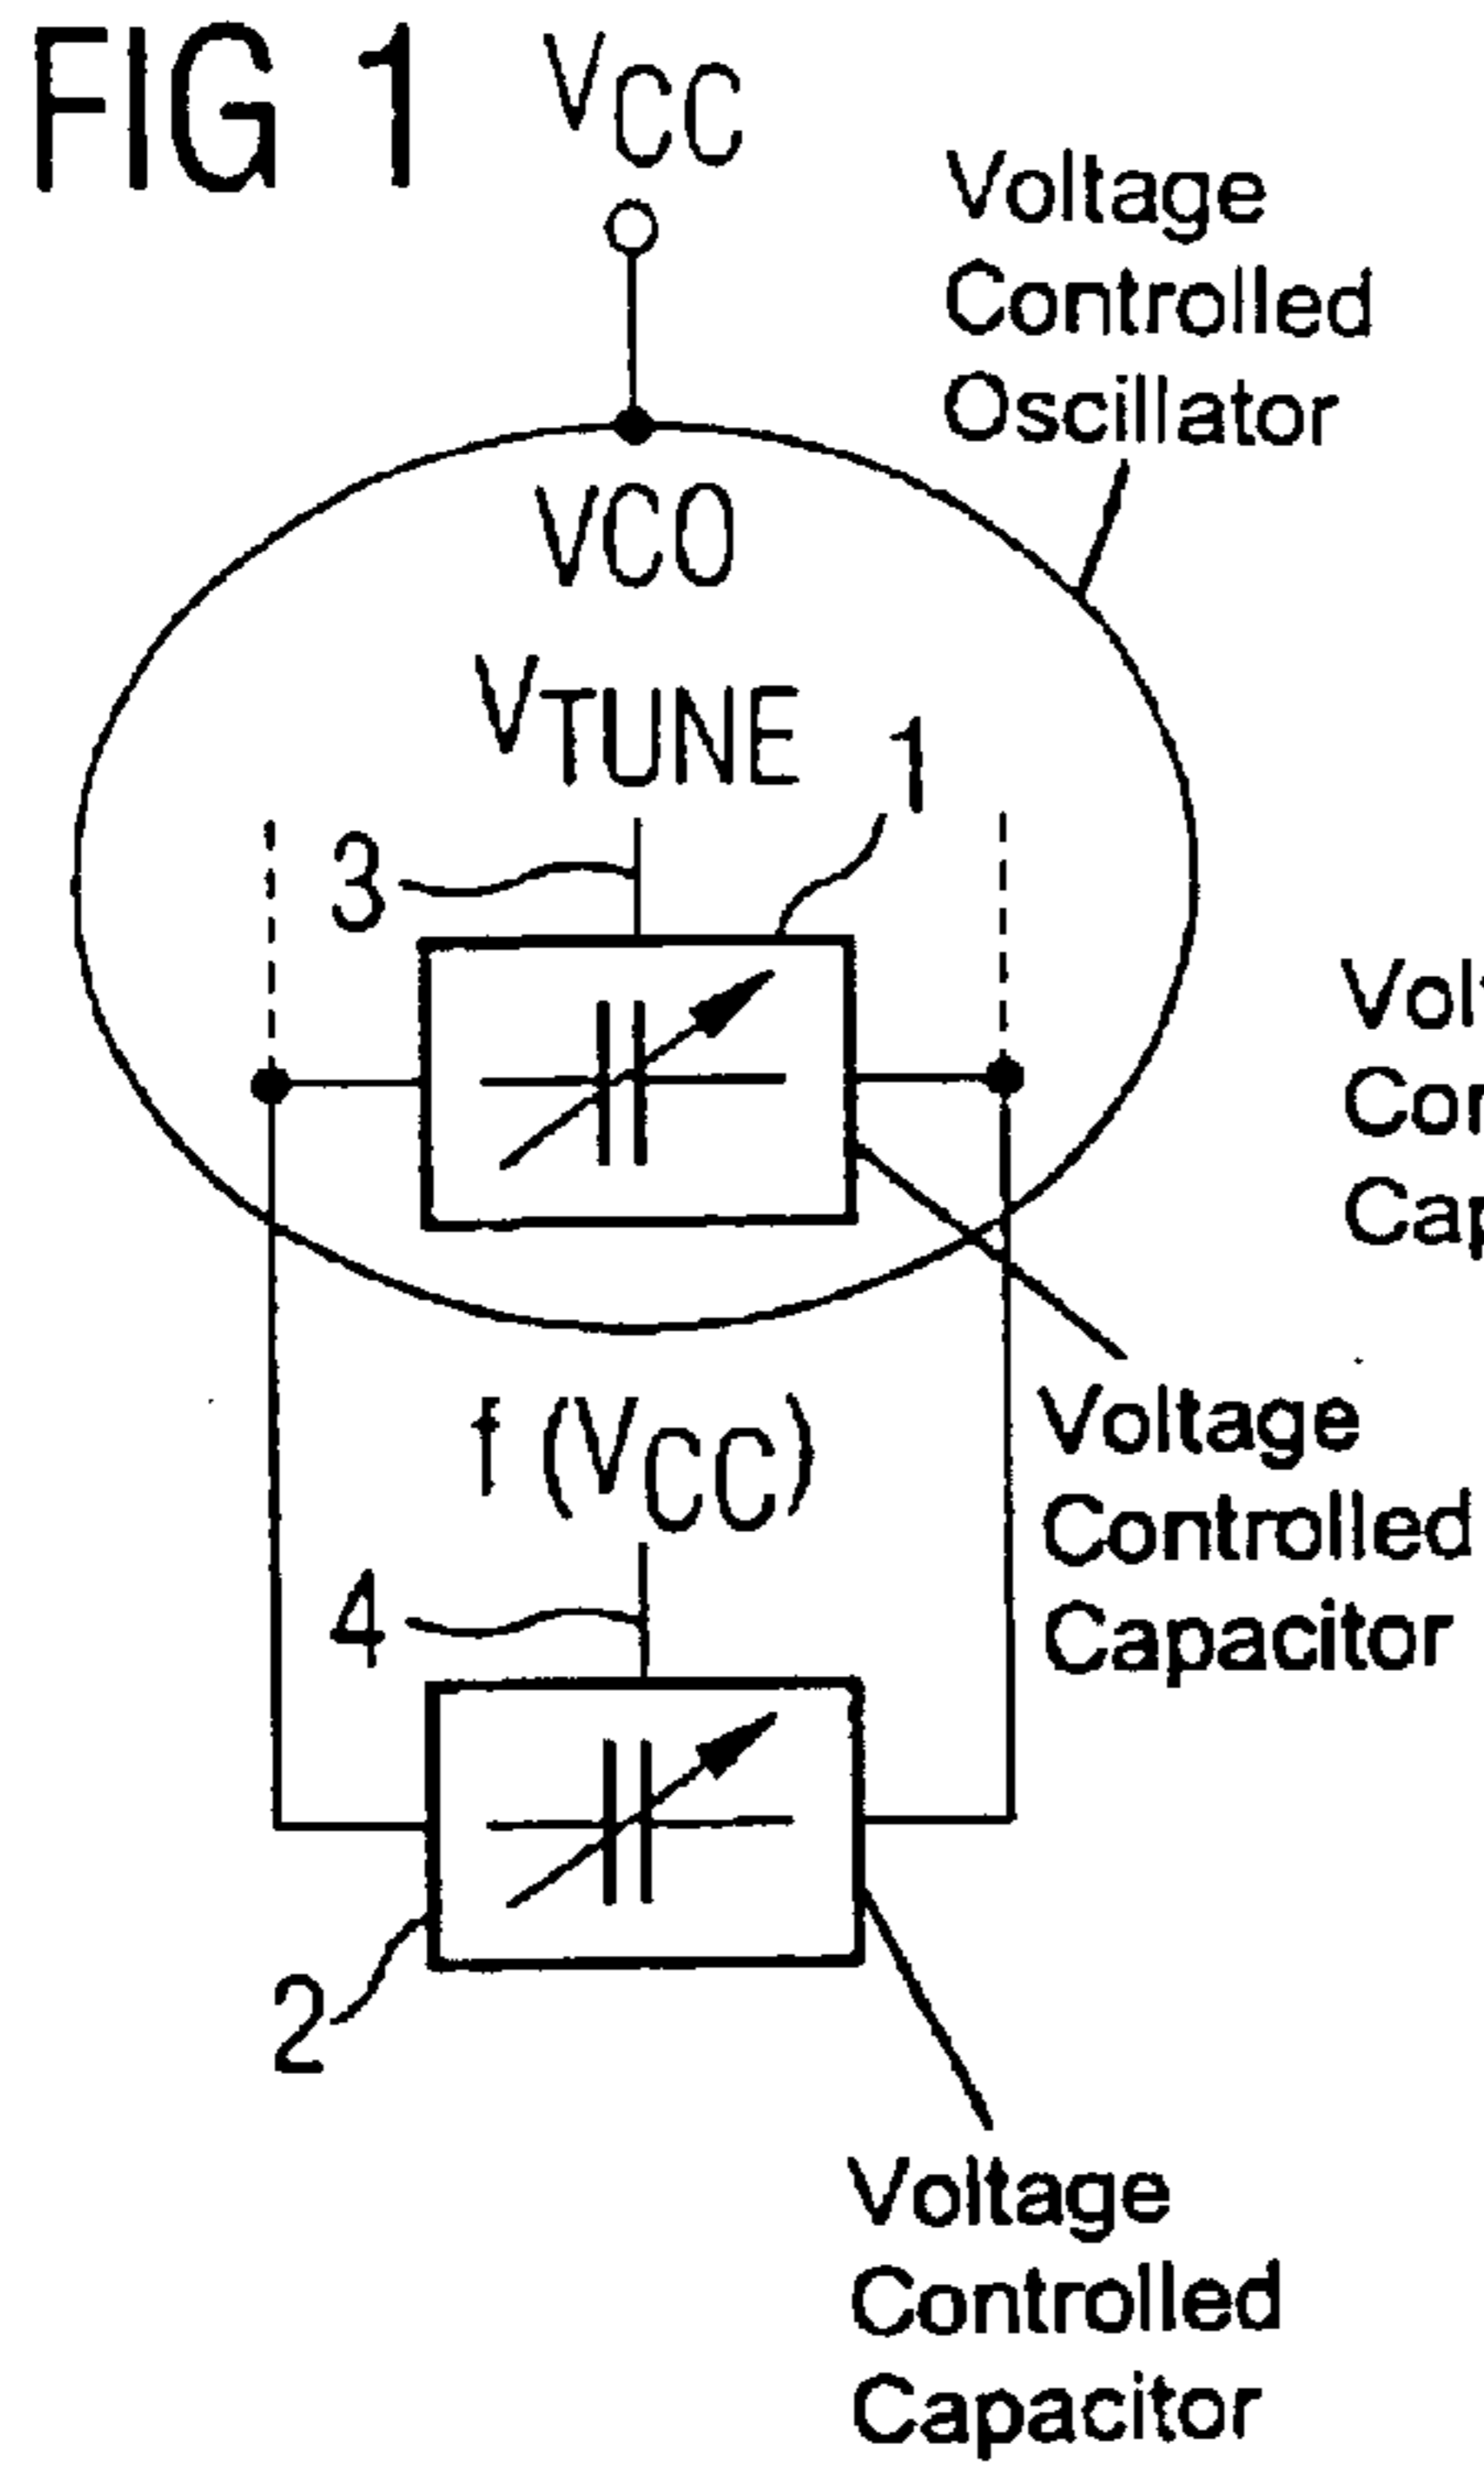 FIG 1
VCC
Voltage
Controlled
Oscillator
VCO
VTUNE
1
3
Voltage
Controlled
Capacitor
f (VCC)
4
2
Voltage
Controlled
Capacitor